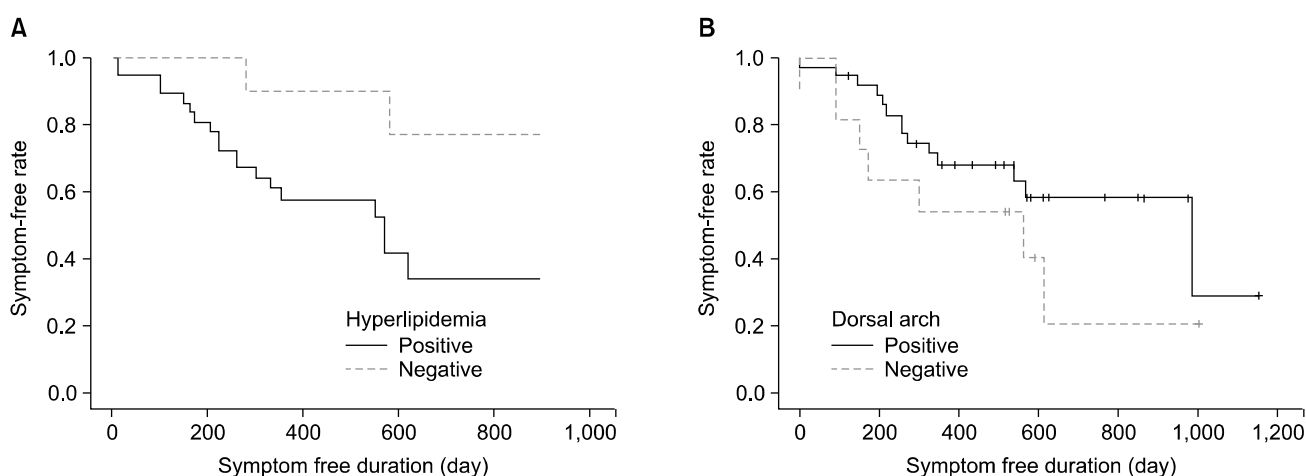 A
1.0
0.8
0.6
0.4
0.2
0.0
Symptom-free rate
Hyperlipidemia
Positive
Negative
0 200 400 600 800 1,000
Symptom free duration (day)
B
1.0
0.8
0.6
0.4
0.2
0.0
Symptom-free rate
Dorsal arch
Positive
Negative
0 200 400 600 800 1,000 1,200
Symptom free duration (day)